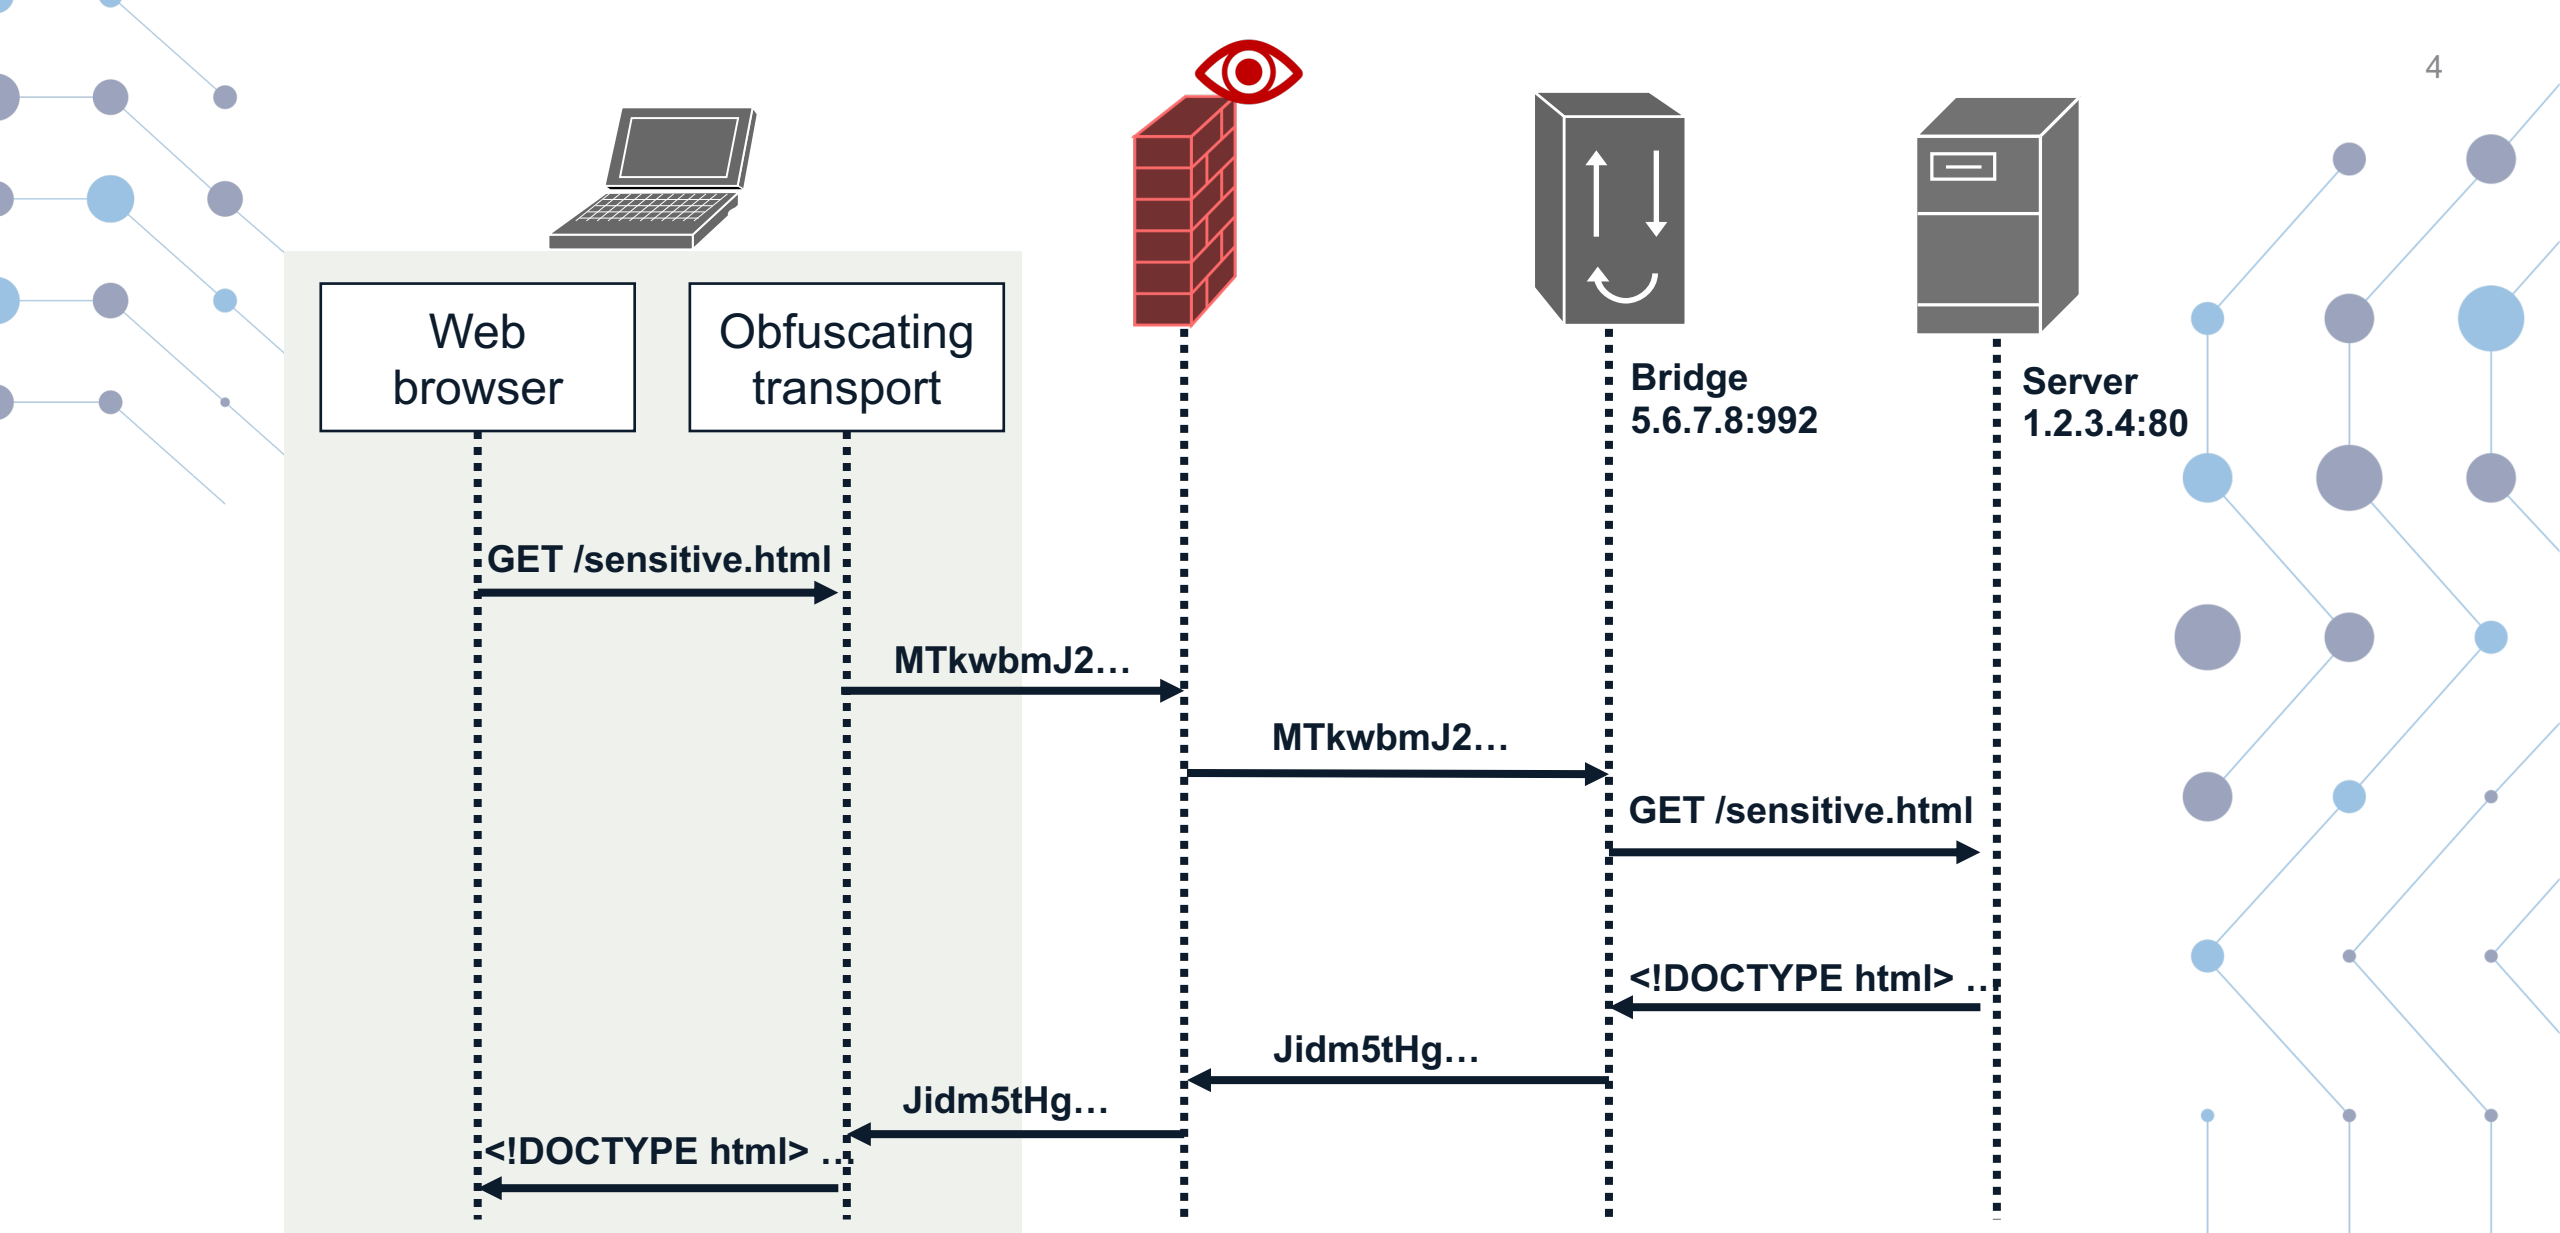 4
Web
browser
Obfuscating
transport
Bridge
5.6.7.8:992
Server
1.2.3.4:80
GET /sensitive.html
MTkwbmJ2…
MTkwbmJ2…
GET /sensitive.html
<!DOCTYPE html> …
Jidm5tHg…
Jidm5tHg…
<!DOCTYPE html> …